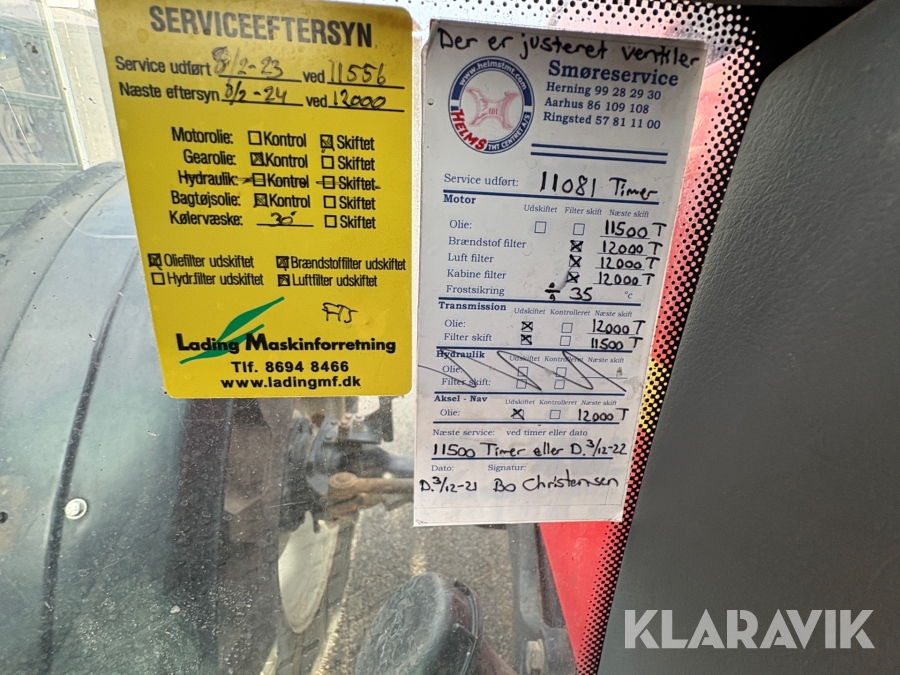 SERVICEEFTERSYN
Service udført 8/2-23 ved 11556
Næste eftersyn 8/2-24 ved 12000
Motorolie: Kontrol Skiftet
Gearolie: Kontrol Skiftet
Hydraulik: Kontrol Skiftet
Bagtøjsolie: Kontrol Skiftet
Kølervæske: 30 Skiftet
Oliefilter udskiftet Brændstoffilter udskiftet
Hydr.filter udskiftet Luftfilter udskiftet
Lading Maskinforretning
Tlf. 8694 8466
www.ladingmf.dk
Der er justeret ventiler
www.helmstmt.com
HELMS
TMT CENTRET A/S
Smøreservice
Herning 99 28 29 30
Aarhus 86 109 108
Ringsted 57 81 11 00
Service udført: 11081 Timer
Motor Udskiftet Filter skift Næste skift
Olie: 11500 T
Brændstof filter 12000 T
Luft filter 12000 T
Kabine filter 12000 T
Frostsikring ÷ 35 °c
Transmission Udskiftet Kontrolleret Næste skift
Olie: 12000 T
Filter skift 11500 T
Hydraulik Udskiftet Kontrolleret Næste skift
Olie:
Filter skift:
Aksel - Nav Udskiftet Kontrolleret Næste skift
Olie: 12000 T
Næste service: ved timer eller dato
11500 Timer eller D. 3/12-22
Dato: Signatur:
D. 3/12-21 Bo Christensen
KLARAVIK